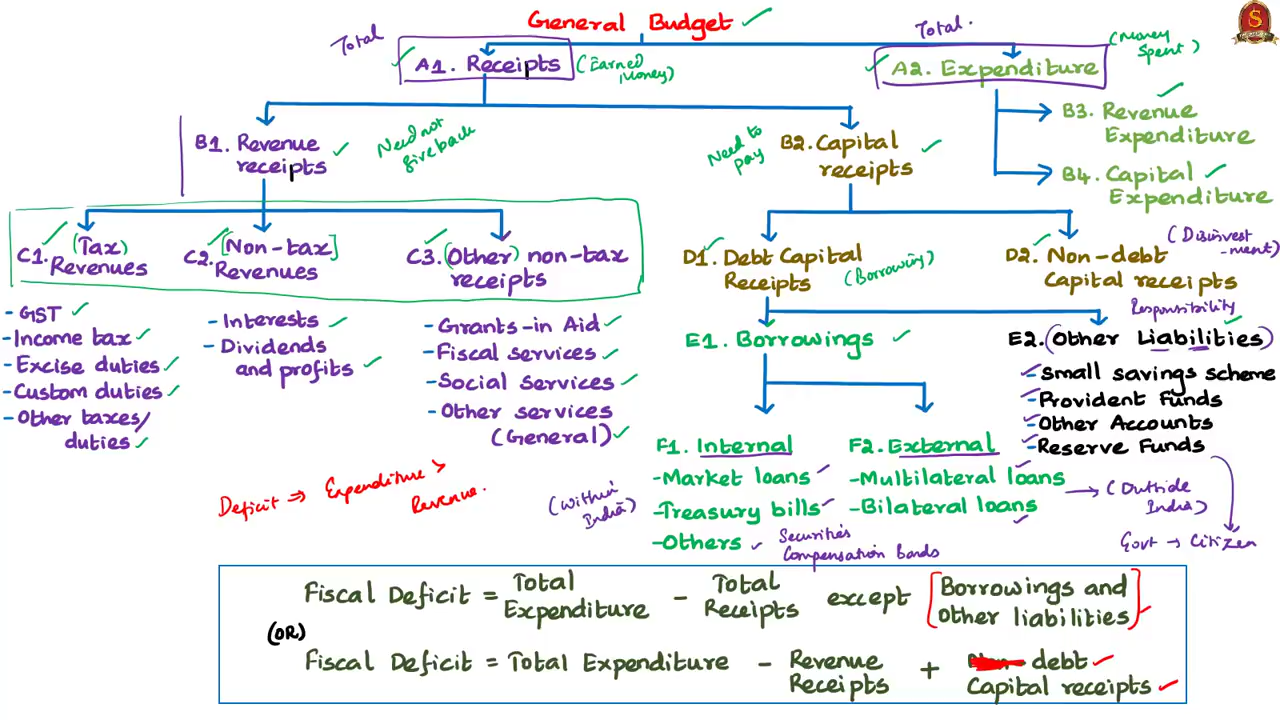 General Budget
Total
A1. Receipts
(Earned Money)
Total
A2. Expenditure
(Money Spent)
B1. Revenue
receipts
Need not
give back
Need to
pay
B2. Capital
receipts
B3. Revenue
Expenditure
B4. Capital
Expenditure
C1. (Tax)
Revenues
C2. [Non-tax]
Revenues
C3. (Other) non-tax
receipts
D1. Debt Capital
Receipts
(Borrowing)
D2. Non-debt
Capital receipts
(Disinvest
-ment)
- GST
- Income tax
- Excise duties
- Custom duties
- Other taxes/
duties
- Interests
- Dividends
and profits
- Grants-in Aid
- Fiscal services
- Social services
- Other services
(General)
E1. Borrowings
Responsibility
E2. (Other Liabilities)
- Small savings scheme
- Provident Funds
- Other Accounts
- Reserve Funds
F1. Internal
- Market loans
- Treasury bills
- Others
(Within
India)
Securities
Compensation Bonds
F2. External
- Multilateral loans
- Bilateral loans
(Outside
India)
Govt → Citizen
Deficit ⇒ Expenditure >
Revenue.
Fiscal Deficit = Total Expenditure - Total Receipts except [Borrowings and other liabilities]
(OR)
Fiscal Deficit = Total Expenditure - Revenue Receipts + debt Capital receipts